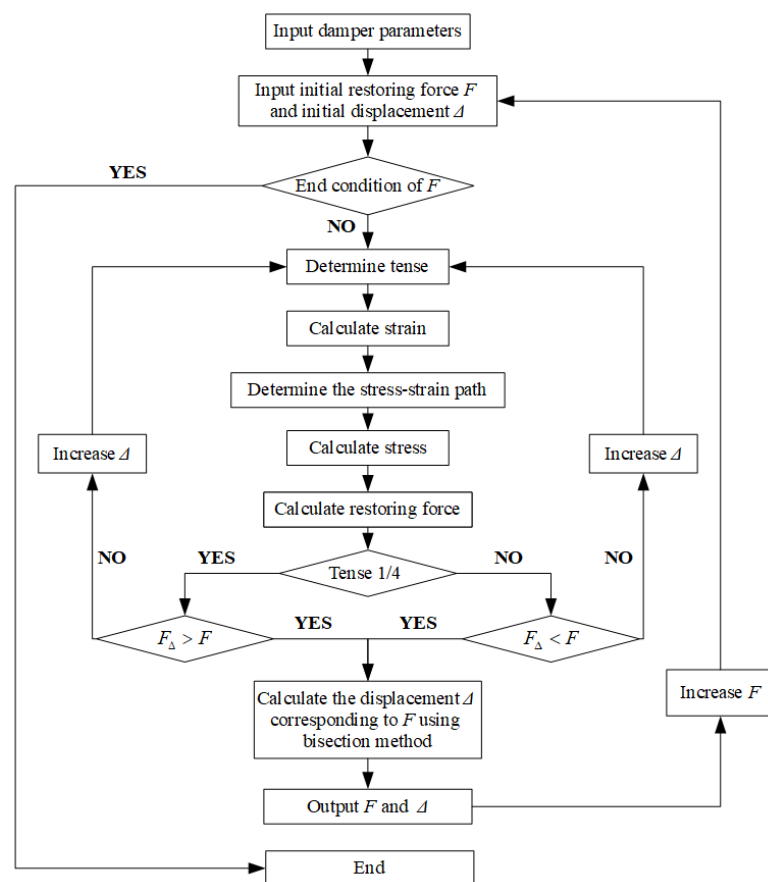 Input damper parameters
Input initial restoring force F
and initial displacement Δ
YES
End condition of F
NO
Determine tense
Calculate strain
Determine the stress-strain path
Increase Δ
Calculate stress
Increase Δ
Calculate restoring force
NO
YES
Tense 1/4
NO
NO
F_Δ > F
YES
YES
F_Δ < F
Calculate the displacement Δ
corresponding to F using
bisection method
Increase F
Output F and Δ
End